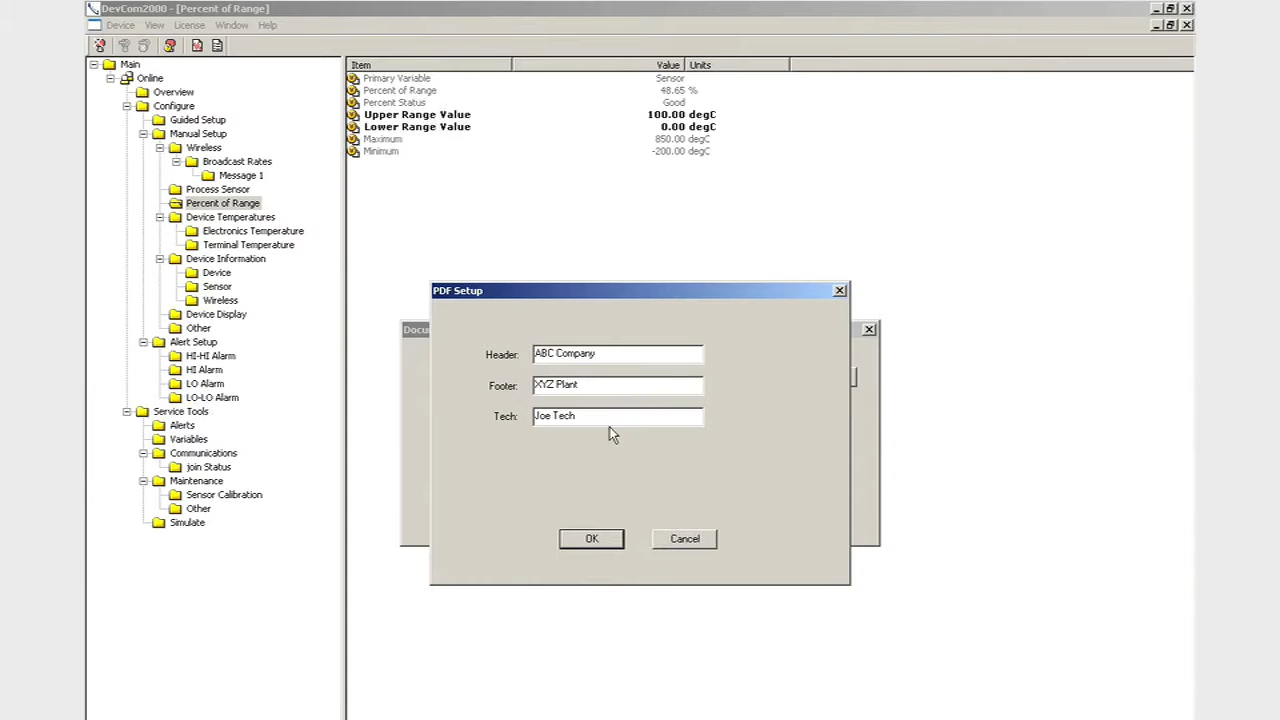 DevCom2000 - [Percent of Range]
Device View License Window Help
Main
Online
Overview
Configure
Guided Setup
Manual Setup
Wireless
Broadcast Rates
Message 1
Process Sensor
Percent of Range
Device Temperatures
Electronics Temperature
Terminal Temperature
Device Information
Device
Sensor
Wireless
Device Display
Other
Alert Setup
HI-HI Alarm
HI Alarm
LO Alarm
LO-LO Alarm
Service Tools
Alerts
Variables
Communications
join Status
Maintenance
Sensor Calibration
Other
Simulate
Item Value Units
Primary Variable Sensor
Percent of Range 48.65 %
Percent Status Good
Upper Range Value 100.00 degC
Lower Range Value 0.00 degC
Maximum 850.00 degC
Minimum -200.00 degC
Docu
PDF Setup
Header: ABC Company
Footer: XYZ Plant
Tech: Joe Tech
OK Cancel